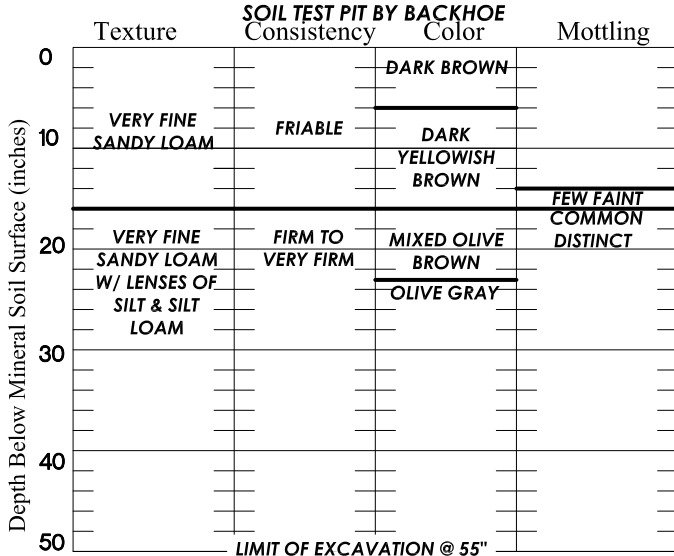 SOIL TEST PIT BY BACKHOE
Texture Consistency Color Mottling
Depth Below Mineral Soil Surface (inches)
0
10
20
30
40
50
VERY FINE
SANDY LOAM
VERY FINE
SANDY LOAM
W/ LENSES OF
SILT & SILT
LOAM
FRIABLE
FIRM TO
VERY FIRM
DARK BROWN
DARK
YELLOWISH
BROWN
MIXED OLIVE
BROWN
OLIVE GRAY
FEW FAINT
COMMON
DISTINCT
LIMIT OF EXCAVATION @ 55"